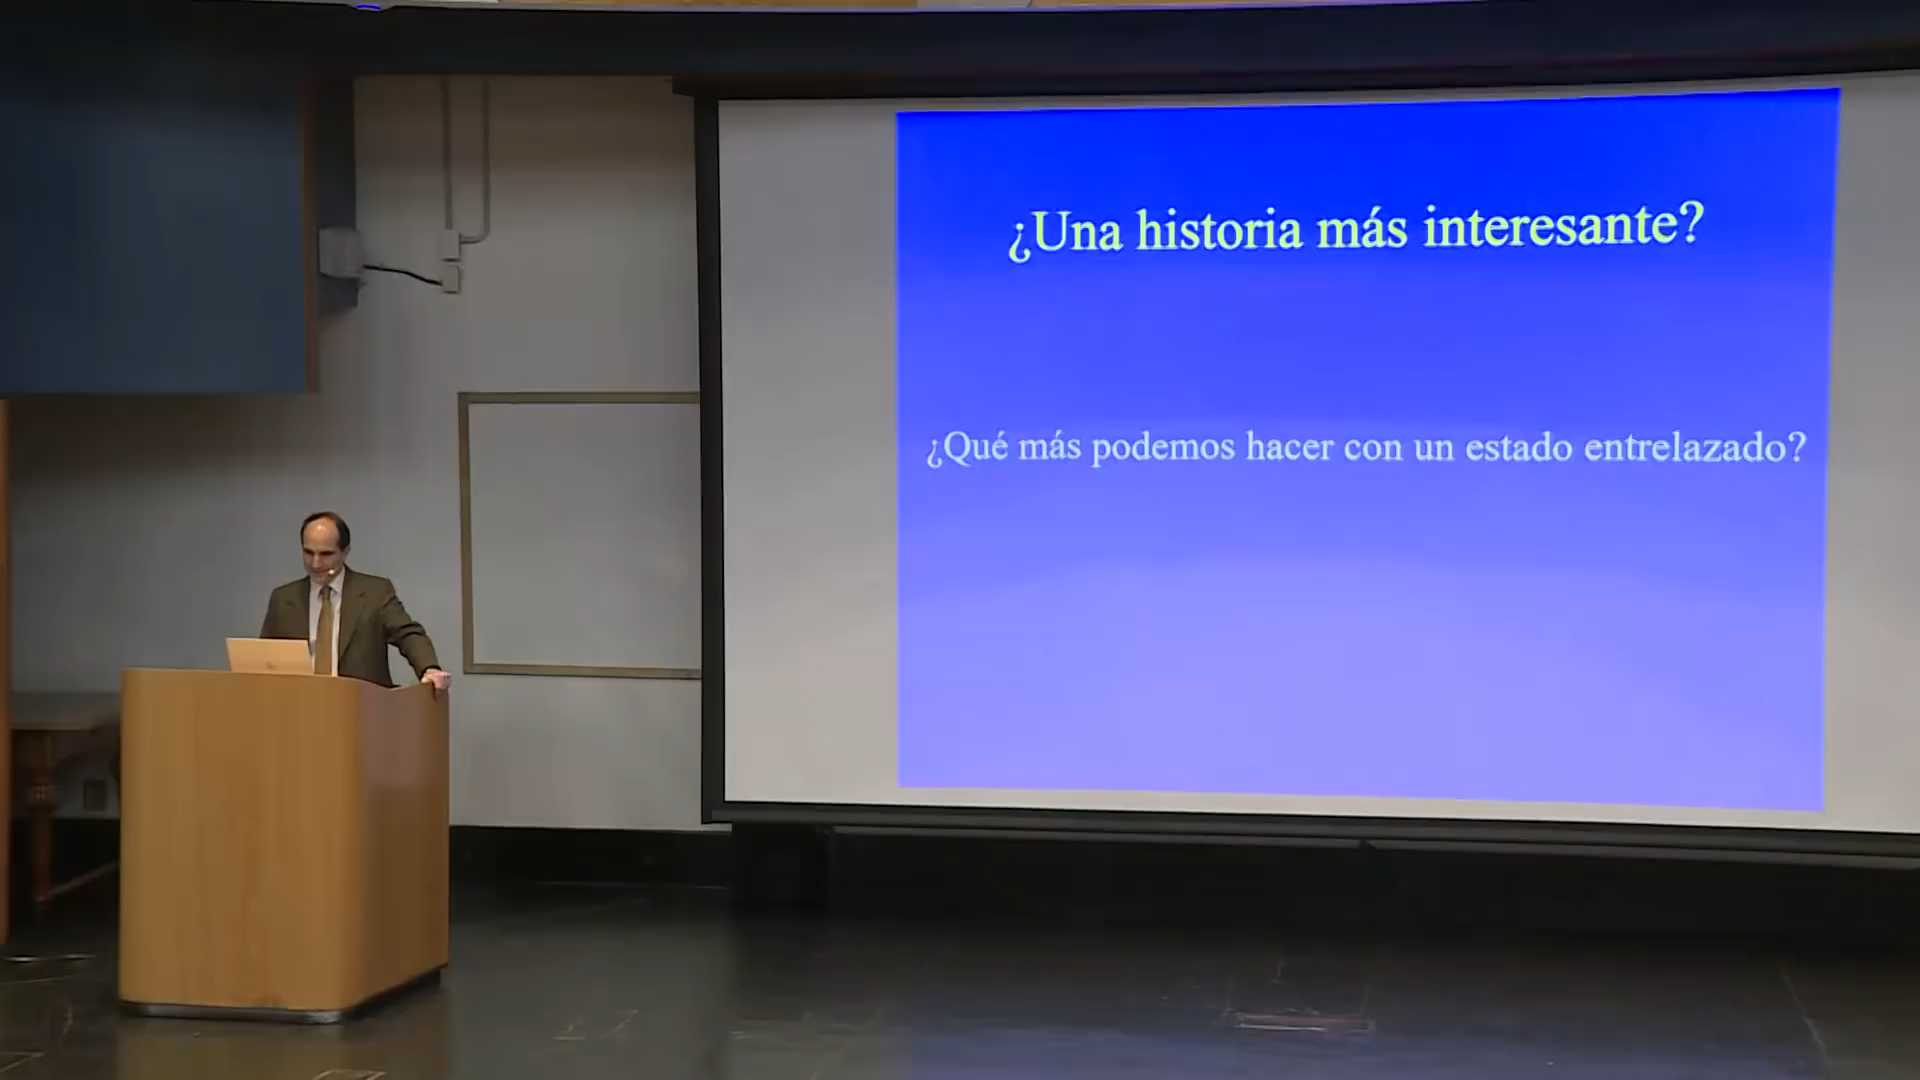 ¿Una historia más interesante?
¿Qué más podemos hacer con un estado entrelazado?